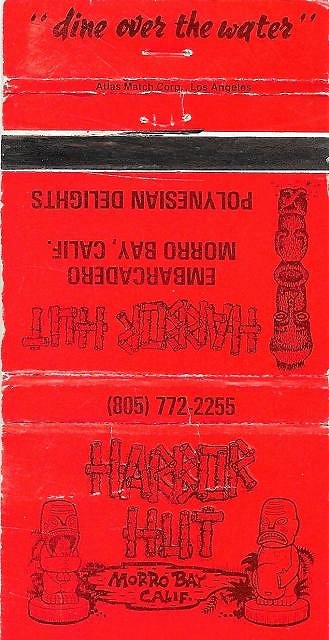 "dine over the water"
Atlas Match Corp., Los Angeles
HARBOR HUT
EMBARCADERO
MORRO BAY, CALIF.
POLYNESIAN DELIGHTS
(805) 772-2255
HARBOR
HUT
MORRO BAY
CALIF.